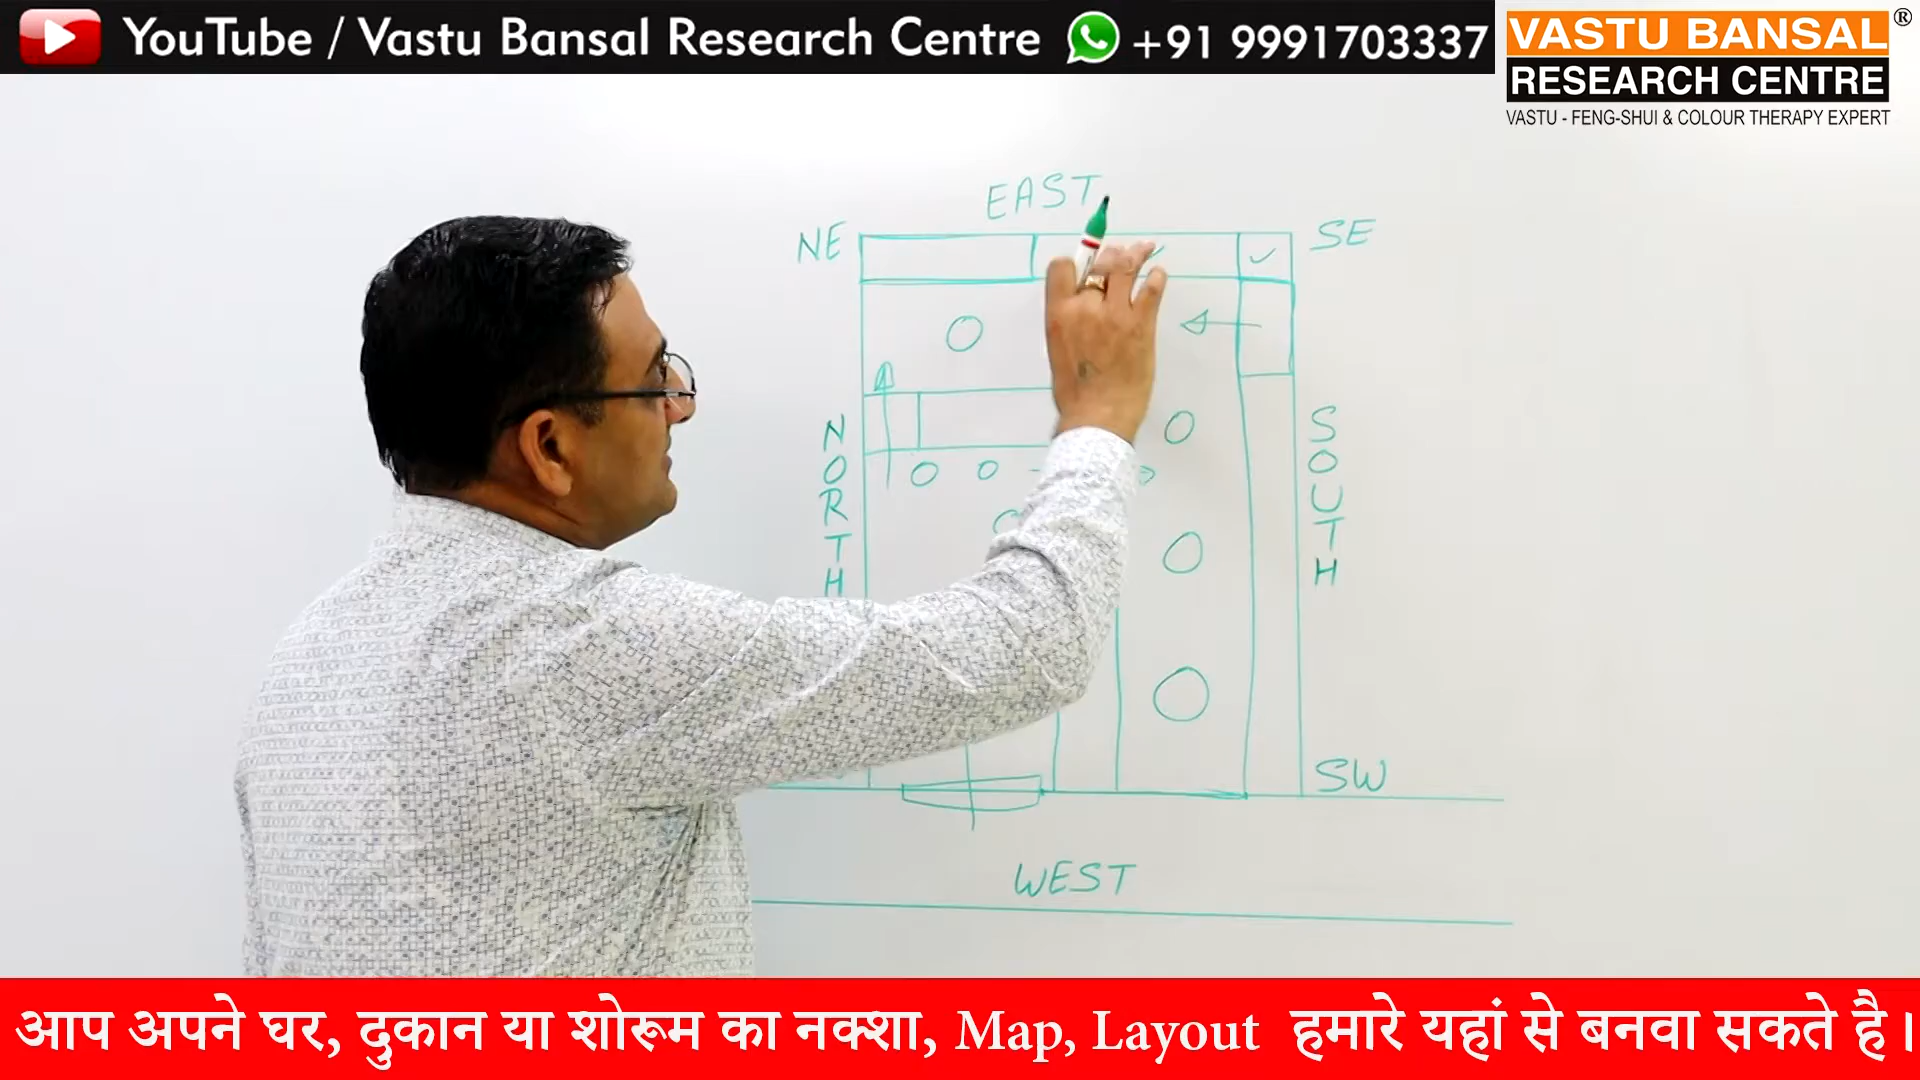 YouTube / Vastu Bansal Research Centre +91 9991703337
VASTU BANSAL ®
RESEARCH CENTRE
VASTU - FENG-SHUI & COLOUR THERAPY EXPERT
EAST
NE
SE
NORTH
SOUTH
SW
WEST
आप अपने घर, दुकान या शोरूम का नक्शा, Map, Layout हमारे यहां से बनवा सकते है।